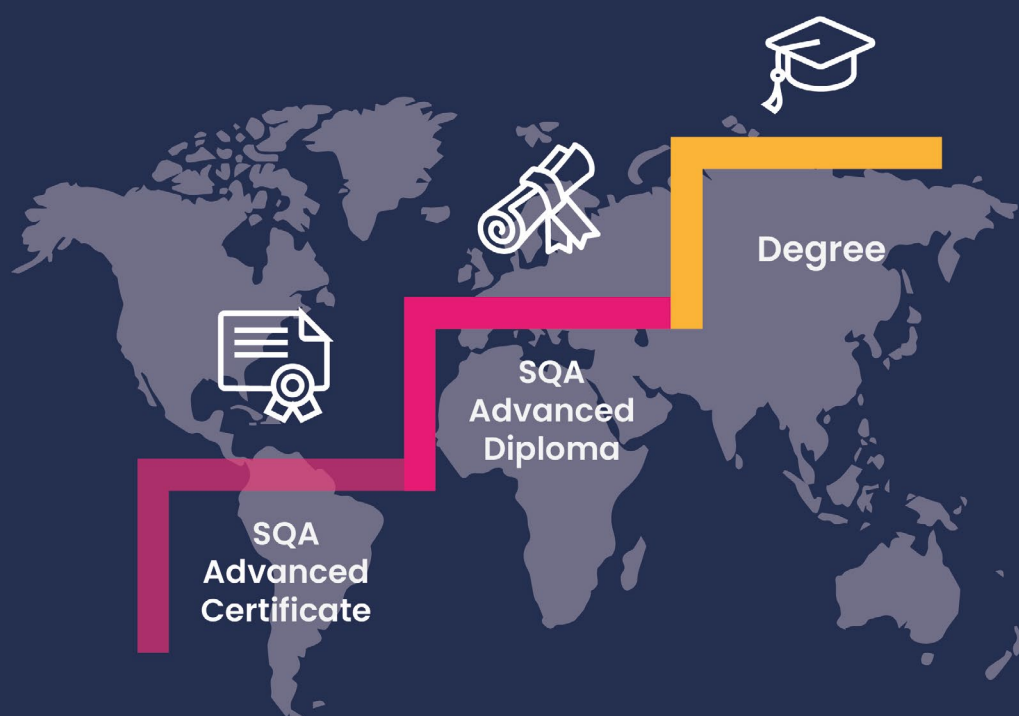 Degree
SQA
Advanced
Diploma
SQA
Advanced
Certificate